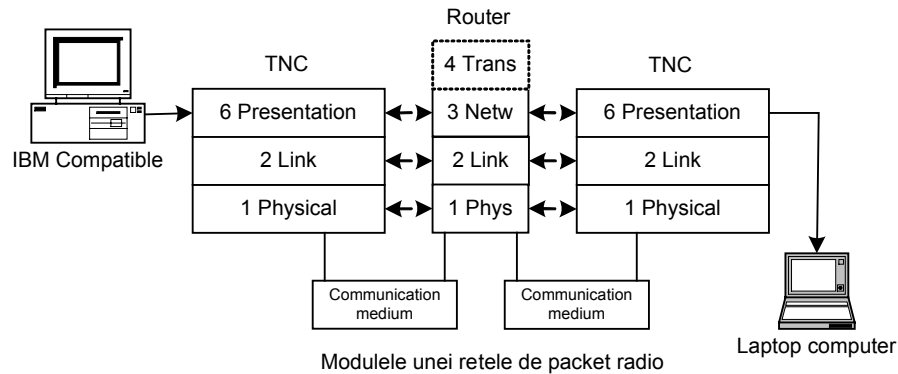 Router
TNC
4 Trans
TNC
6 Presentation
3 Netw
6 Presentation
IBM Compatible
2 Link
2 Link
2 Link
1 Physical
1 Phys
1 Physical
Communication
medium
Communication
medium
Laptop computer
Modulele unei retele de packet radio